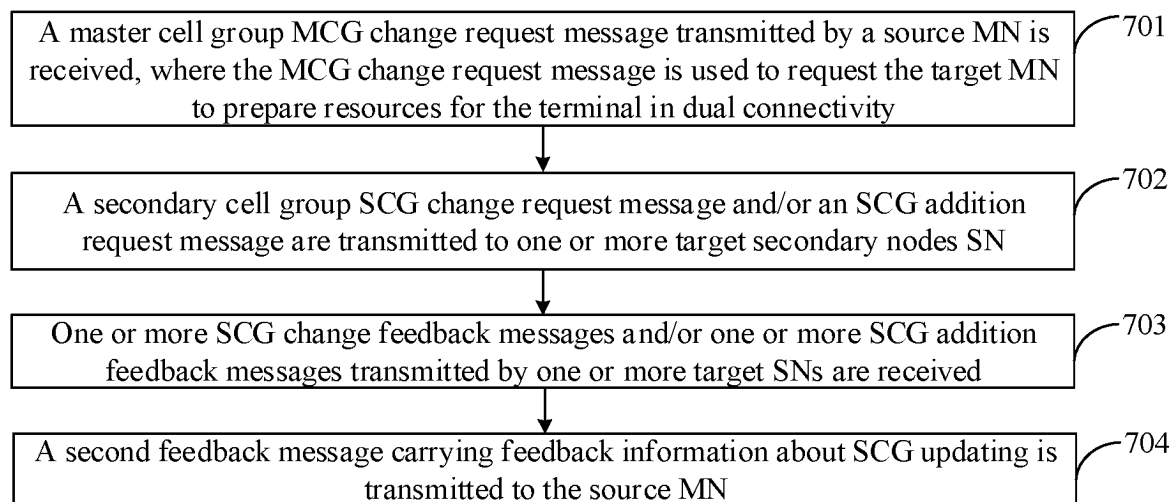 A master cell group MCG change request message transmitted by a source MN is
received, where the MCG change request message is used to request the target MN
to prepare resources for the terminal in dual connectivity
701
A secondary cell group SCG change request message and/or an SCG addition
request message are transmitted to one or more target secondary nodes SN
702
One or more SCG change feedback messages and/or one or more SCG addition
feedback messages transmitted by one or more target SNs are received
703
A second feedback message carrying feedback information about SCG updating is
transmitted to the source MN
704